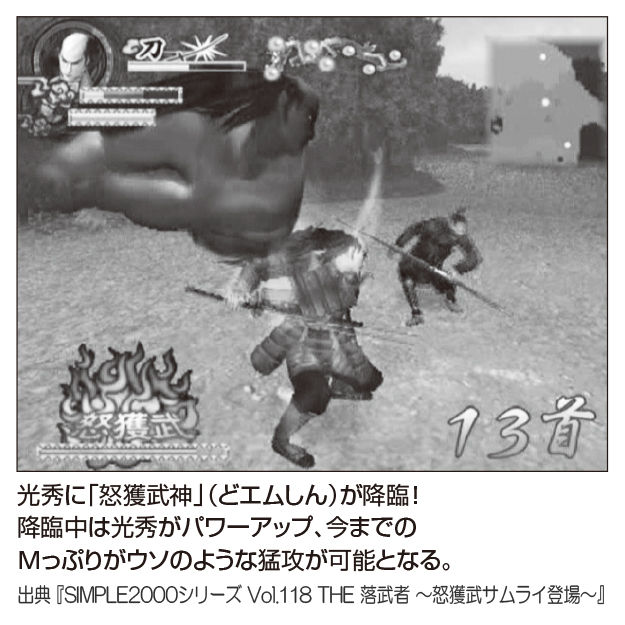 刀
怒獲武
13首
光秀に「怒獲武神」(どエムしん)が降臨!
降臨中は光秀がパワーアップ、今までの
Mっぷりがウソのような猛攻が可能となる。
出典『SIMPLE2000シリーズ Vol.118 THE 落武者 ~怒獲武サムライ登場~』